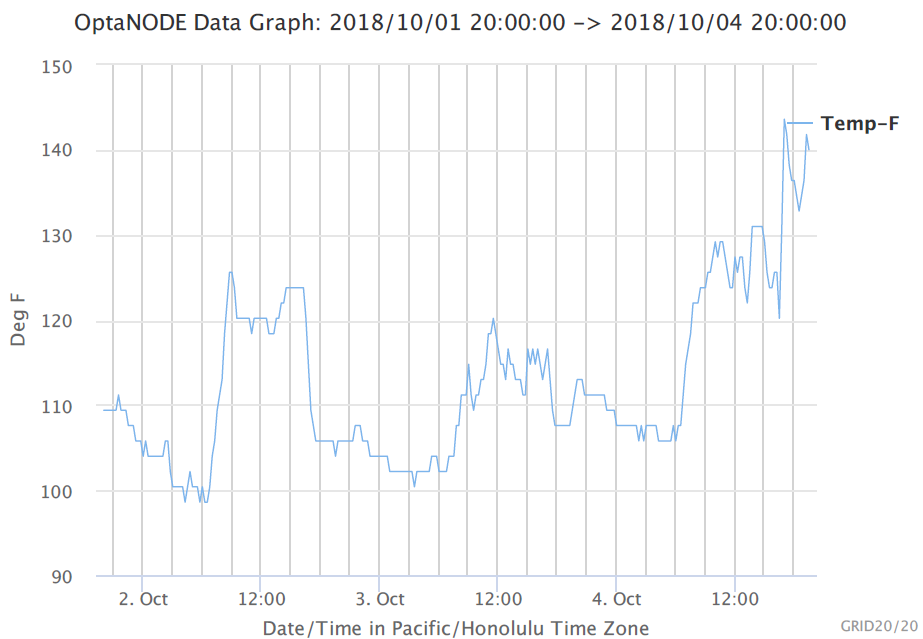 OptaNODE Data Graph: 2018/10/01 20:00:00 -> 2018/10/04 20:00:00
150
140
130
120
110
100
90
Deg F
Temp-F
2. Oct 12:00 3. Oct 12:00 4. Oct 12:00
Date/Time in Pacific/Honolulu Time Zone
GRID20/20